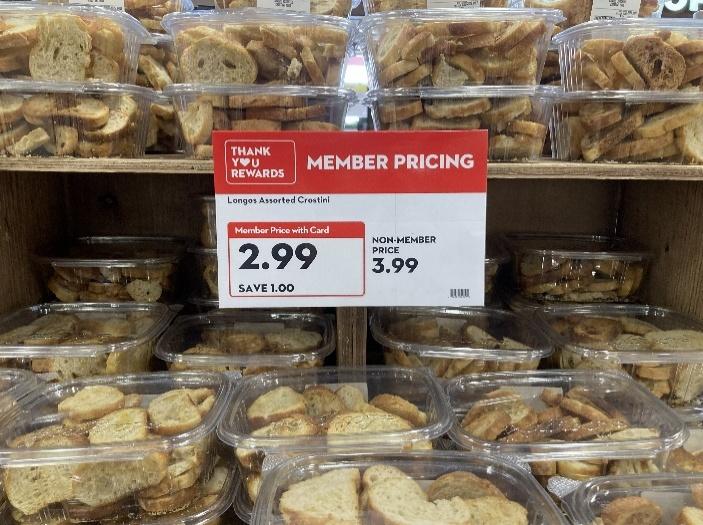 THANK
YOU
REWARDS
MEMBER PRICING
Longos Assorted Crostini
Member Price with Card
2.99
SAVE 1.00
NON-MEMBER
PRICE
3.99